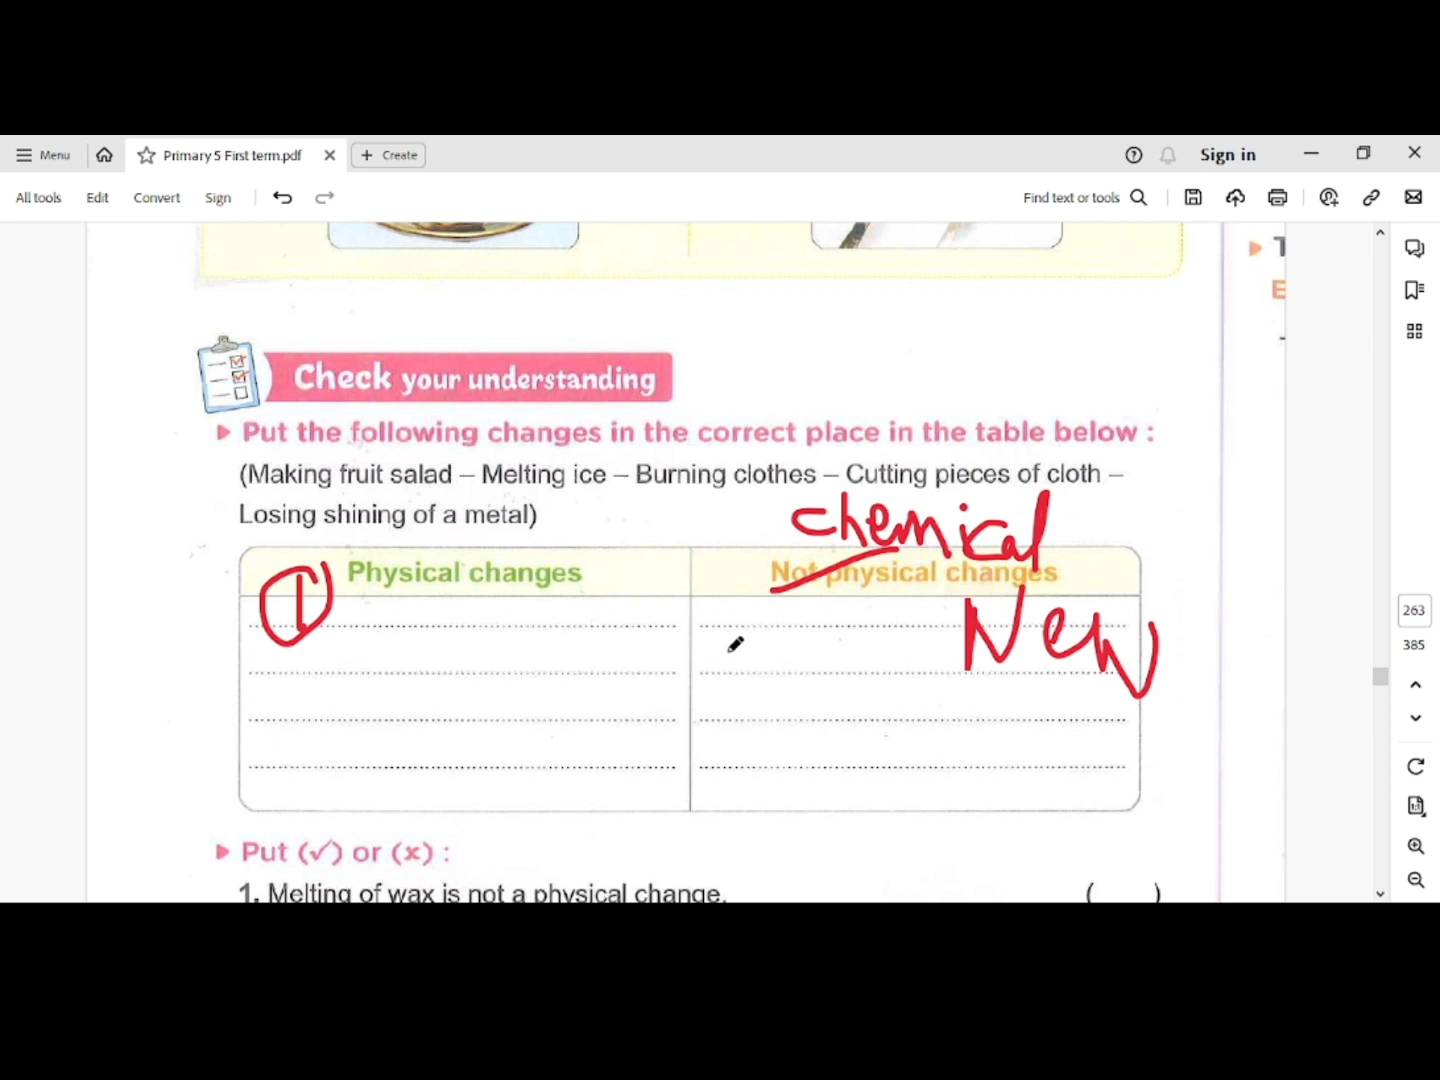 Menu
Primary 5 First term.pdf
Create
Sign in
All tools
Edit
Convert
Sign
Find text or tools
Check your understanding
Put the following changes in the correct place in the table below :
(Making fruit salad – Melting ice – Burning clothes – Cutting pieces of cloth –
Losing shining of a metal)
chemical
1
Physical changes
Not physical changes
New
Put (✓) or (x) :
1. Melting of wax is not a physical change. ( )
T
E
263
385